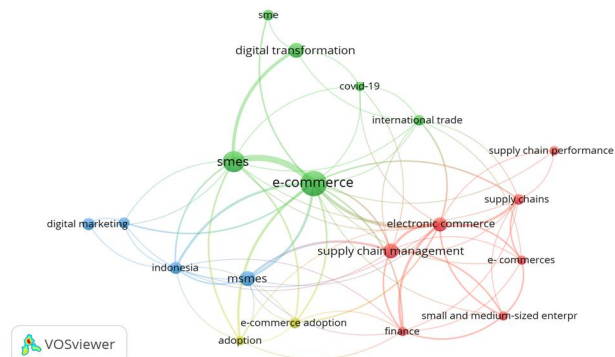 sme
digital transformation
covid-19
international trade
supply chain performance
smes
e-commerce
supply chains
digital marketing
electronic commerce
supply chain management
indonesia
e- commerces
msmes
small and medium-sized enterpr
e-commerce adoption
finance
adoption
VOSviewer